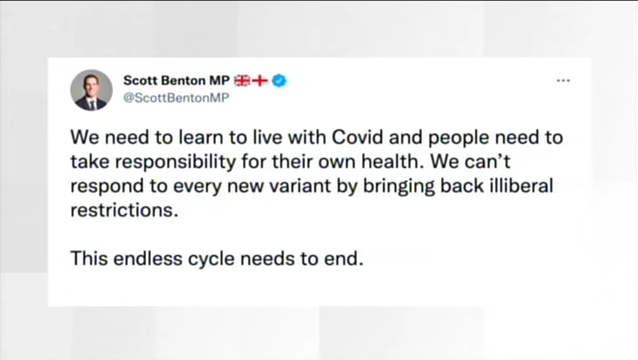 Scott Benton MP 🇬🇧🏴󠁧󠁢󠁥󠁮󠁧󠁿
@ScottBentonMP
We need to learn to live with Covid and people need to
take responsibility for their own health. We can’t
respond to every new variant by bringing back illiberal
restrictions.
This endless cycle needs to end.